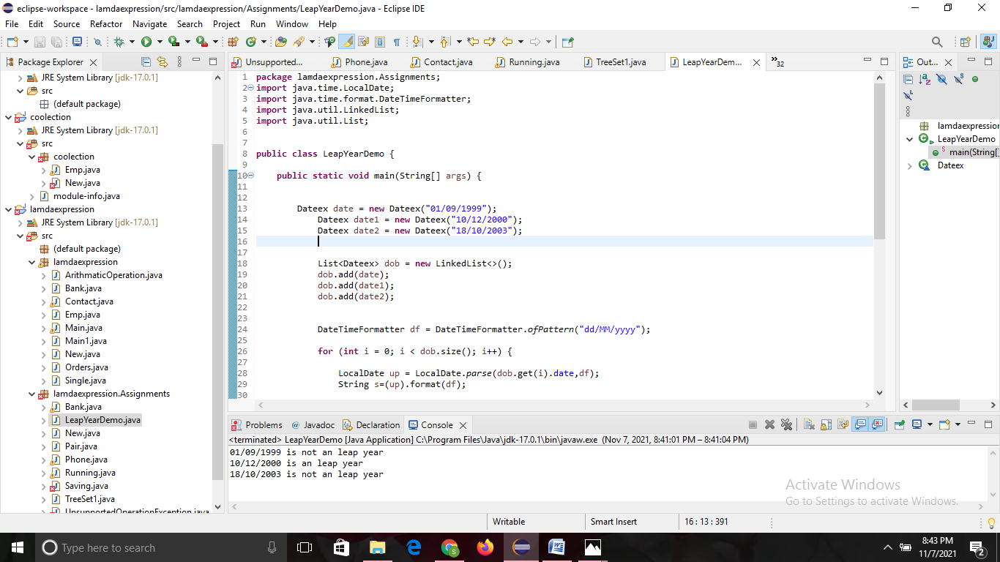 eclipse-workspace - lamdaexpression/src/lamdaexpression/Assignments/LeapYearDemo.java - Eclipse IDE
File Edit Source Refactor Navigate Search Project Run Window Help
Package Explorer
JRE System Library [jdk-17.0.1]
src
(default package)
coolection
JRE System Library [jdk-17.0.1]
src
coolection
Emp.java
New.java
module-info.java
lamdaexpression
JRE System Library [jdk-17.0.1]
src
(default package)
lamdaexpression
ArithmaticOperation.java
Bank.java
Contact.java
Emp.java
Main.java
Main1.java
New.java
Orders.java
Single.java
lamdaexpression.Assignments
Bank.java
LeapYearDemo.java
New.java
Pair.java
Phone.java
Running.java
Saving.java
TreeSet1.java
UnsupportedOperationException.java
Unsupported... Phone.java Contact.java Running.java TreeSet1.java LeapYearDem... 32
1 package lamdaexpression.Assignments;
2 import java.time.LocalDate;
3 import java.time.format.DateTimeFormatter;
4 import java.util.LinkedList;
5 import java.util.List;
6
7
8 public class LeapYearDemo {
9
10 public static void main(String[] args) {
11
12
13 Dateex date = new Dateex("01/09/1999");
14 Dateex date1 = new Dateex("10/12/2000");
15 Dateex date2 = new Dateex("18/10/2003");
16
17
18 List<Dateex> dob = new LinkedList<>();
19 dob.add(date);
20 dob.add(date1);
21 dob.add(date2);
22
23
24 DateTimeFormatter df = DateTimeFormatter.ofPattern("dd/MM/yyyy");
25
26 for (int i = 0; i < dob.size(); i++) {
27
28 LocalDate up = LocalDate.parse(dob.get(i).date,df);
29 String s=(up).format(df);
30
Out...
lamdaexpression
LeapYearDemo
main(String[]
Dateex
Problems @ Javadoc Declaration Console
<terminated> LeapYearDemo [Java Application] C:\Program Files\Java\jdk-17.0.1\bin\javaw.exe (Nov 7, 2021, 8:41:01 PM – 8:41:04 PM)
01/09/1999 is not an leap year
10/12/2000 is an leap year
18/10/2003 is not an leap year
Activate Windows
Go to Settings to activate Windows.
Writable Smart Insert 16 : 13 : 391
Type here to search
8:43 PM
11/7/2021
2